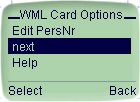 WML Card Options
Edit PersNr
next
Help
Select Back